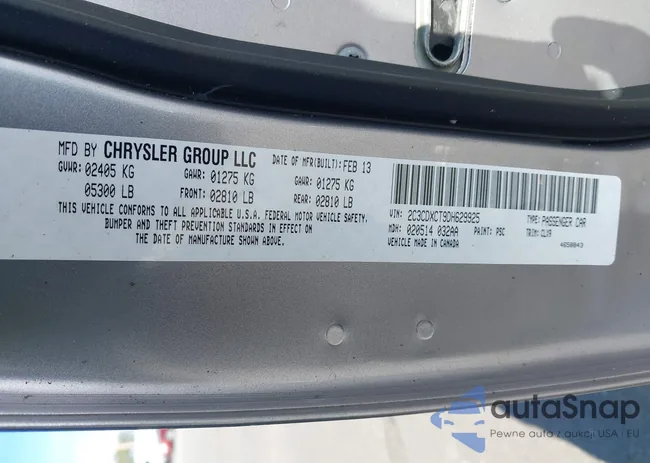 MFD BY CHRYSLER GROUP LLC DATE OF MFR(BUILT): FEB 13
GVWR: 02405 KG GAWR: 01275 KG GAWR: 01275 KG
05300 LB FRONT: 02810 LB REAR: 02810 LB
THIS VEHICLE CONFORMS TO ALL APPLICABLE U.S.A. FEDERAL MOTOR VEHICLE SAFETY,
BUMPER AND THEFT PREVENTION STANDARDS IN EFFECT ON
THE DATE OF MANUFACTURE SHOWN ABOVE.
VIN: 2C3CDXCT9DH629925 TYPE: PASSENGER CAR
MDH: 020514 032AA PAINT: PSC TRIM: CLX9
VEHICLE MADE IN CANADA 4658043
autaSnap
Pewne auta z aukcji USA i EU